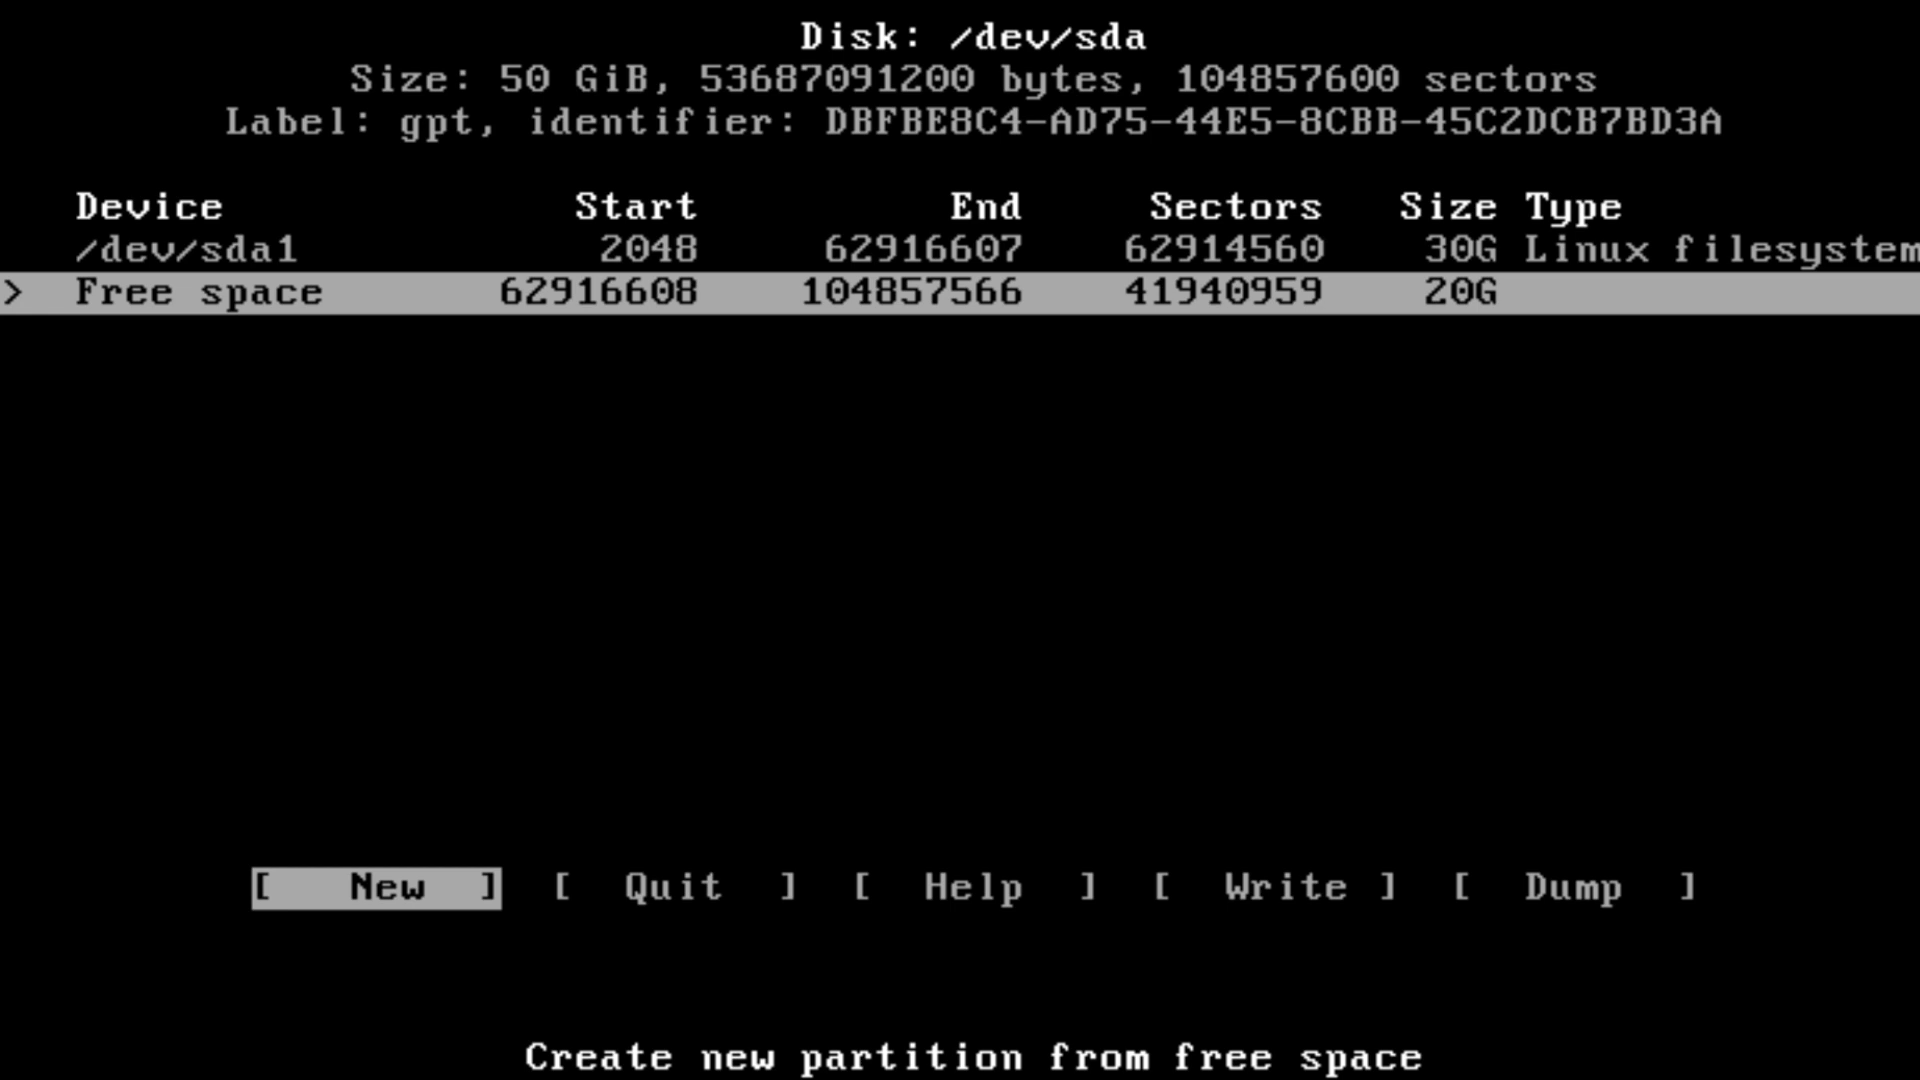 Disk: /dev/sda
Size: 50 GiB, 53687091200 bytes, 104857600 sectors
Label: gpt, identifier: DBFBE8C4-AD75-44E5-8CBB-45C2DCB7BD3A
Device Start End Sectors Size Type
/dev/sda1 2048 62916607 62914560 30G Linux filesystem
> Free space 62916608 104857566 41940959 20G
[ New ] [ Quit ] [ Help ] [ Write ] [ Dump ]
Create new partition from free space